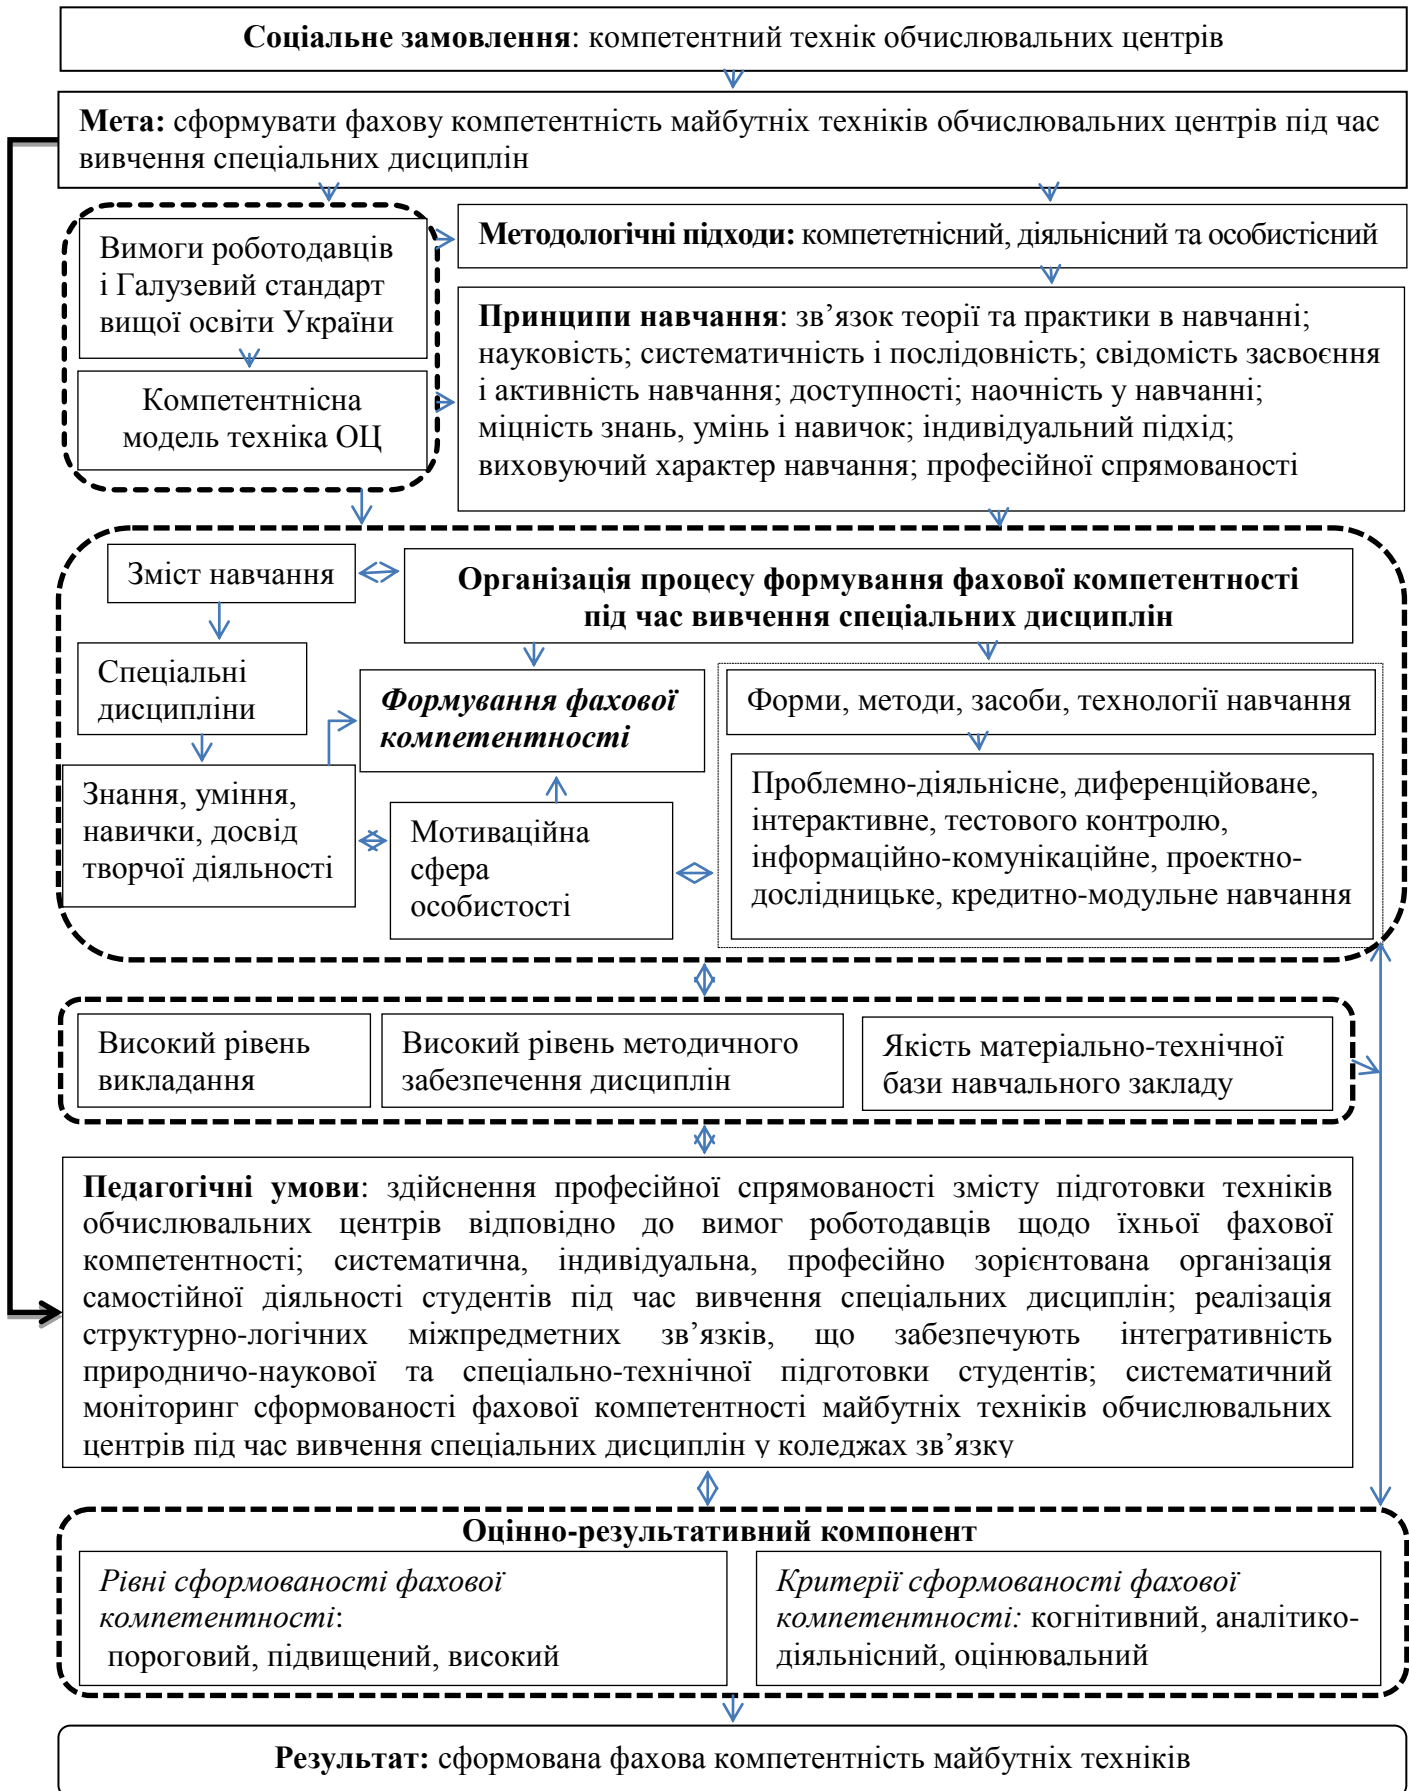 Соціальне замовлення: компетентний технік обчислювальних центрів
Мета: сформувати фахову компетентність майбутніх техніків обчислювальних центрів під час
вивчення спеціальних дисциплін
Вимоги роботодавців
і Галузевий стандарт
вищої освіти України
Компетентнісна
модель техніка ОЦ
Методологічні підходи: компететнісний, діяльнісний та особистісний
Принципи навчання: зв’язок теорії та практики в навчанні;
науковість; систематичність і послідовність; свідомість засвоєння
і активність навчання; доступності; наочність у навчанні;
міцність знань, умінь і навичок; індивідуальний підхід;
виховуючий характер навчання; професійної спрямованості
Зміст навчання
Організація процесу формування фахової компетентності
під час вивчення спеціальних дисциплін
Спеціальні
дисципліни
Формування фахової
компетентності
Форми, методи, засоби, технології навчання
Знання, уміння,
навички, досвід
творчої діяльності
Мотиваційна
сфера
особистості
Проблемно-діяльнісне, диференційоване,
інтерактивне, тестового контролю,
інформаційно-комунікаційне, проектно-
дослідницьке, кредитно-модульне навчання
Високий рівень
викладання
Високий рівень методичного
забезпечення дисциплін
Якість матеріально-технічної
бази навчального закладу
Педагогічні умови: здійснення професійної спрямованості змісту підготовки техніків
обчислювальних центрів відповідно до вимог роботодавців щодо їхньої фахової
компетентності; систематична, індивідуальна, професійно зорієнтована організація
самостійної діяльності студентів під час вивчення спеціальних дисциплін; реалізація
структурно-логічних міжпредметних зв’язків, що забезпечують інтегративність
природничо-наукової та спеціально-технічної підготовки студентів; систематичний
моніторинг сформованості фахової компетентності майбутніх техніків обчислювальних
центрів під час вивчення спеціальних дисциплін у коледжах зв’язку
Оцінно-результативний компонент
Рівні сформованості фахової
компетентності:
пороговий, підвищений, високий
Критерії сформованості фахової
компетентності: когнітивний, аналітико-
діяльнісний, оцінювальний
Результат: сформована фахова компетентність майбутніх техніків